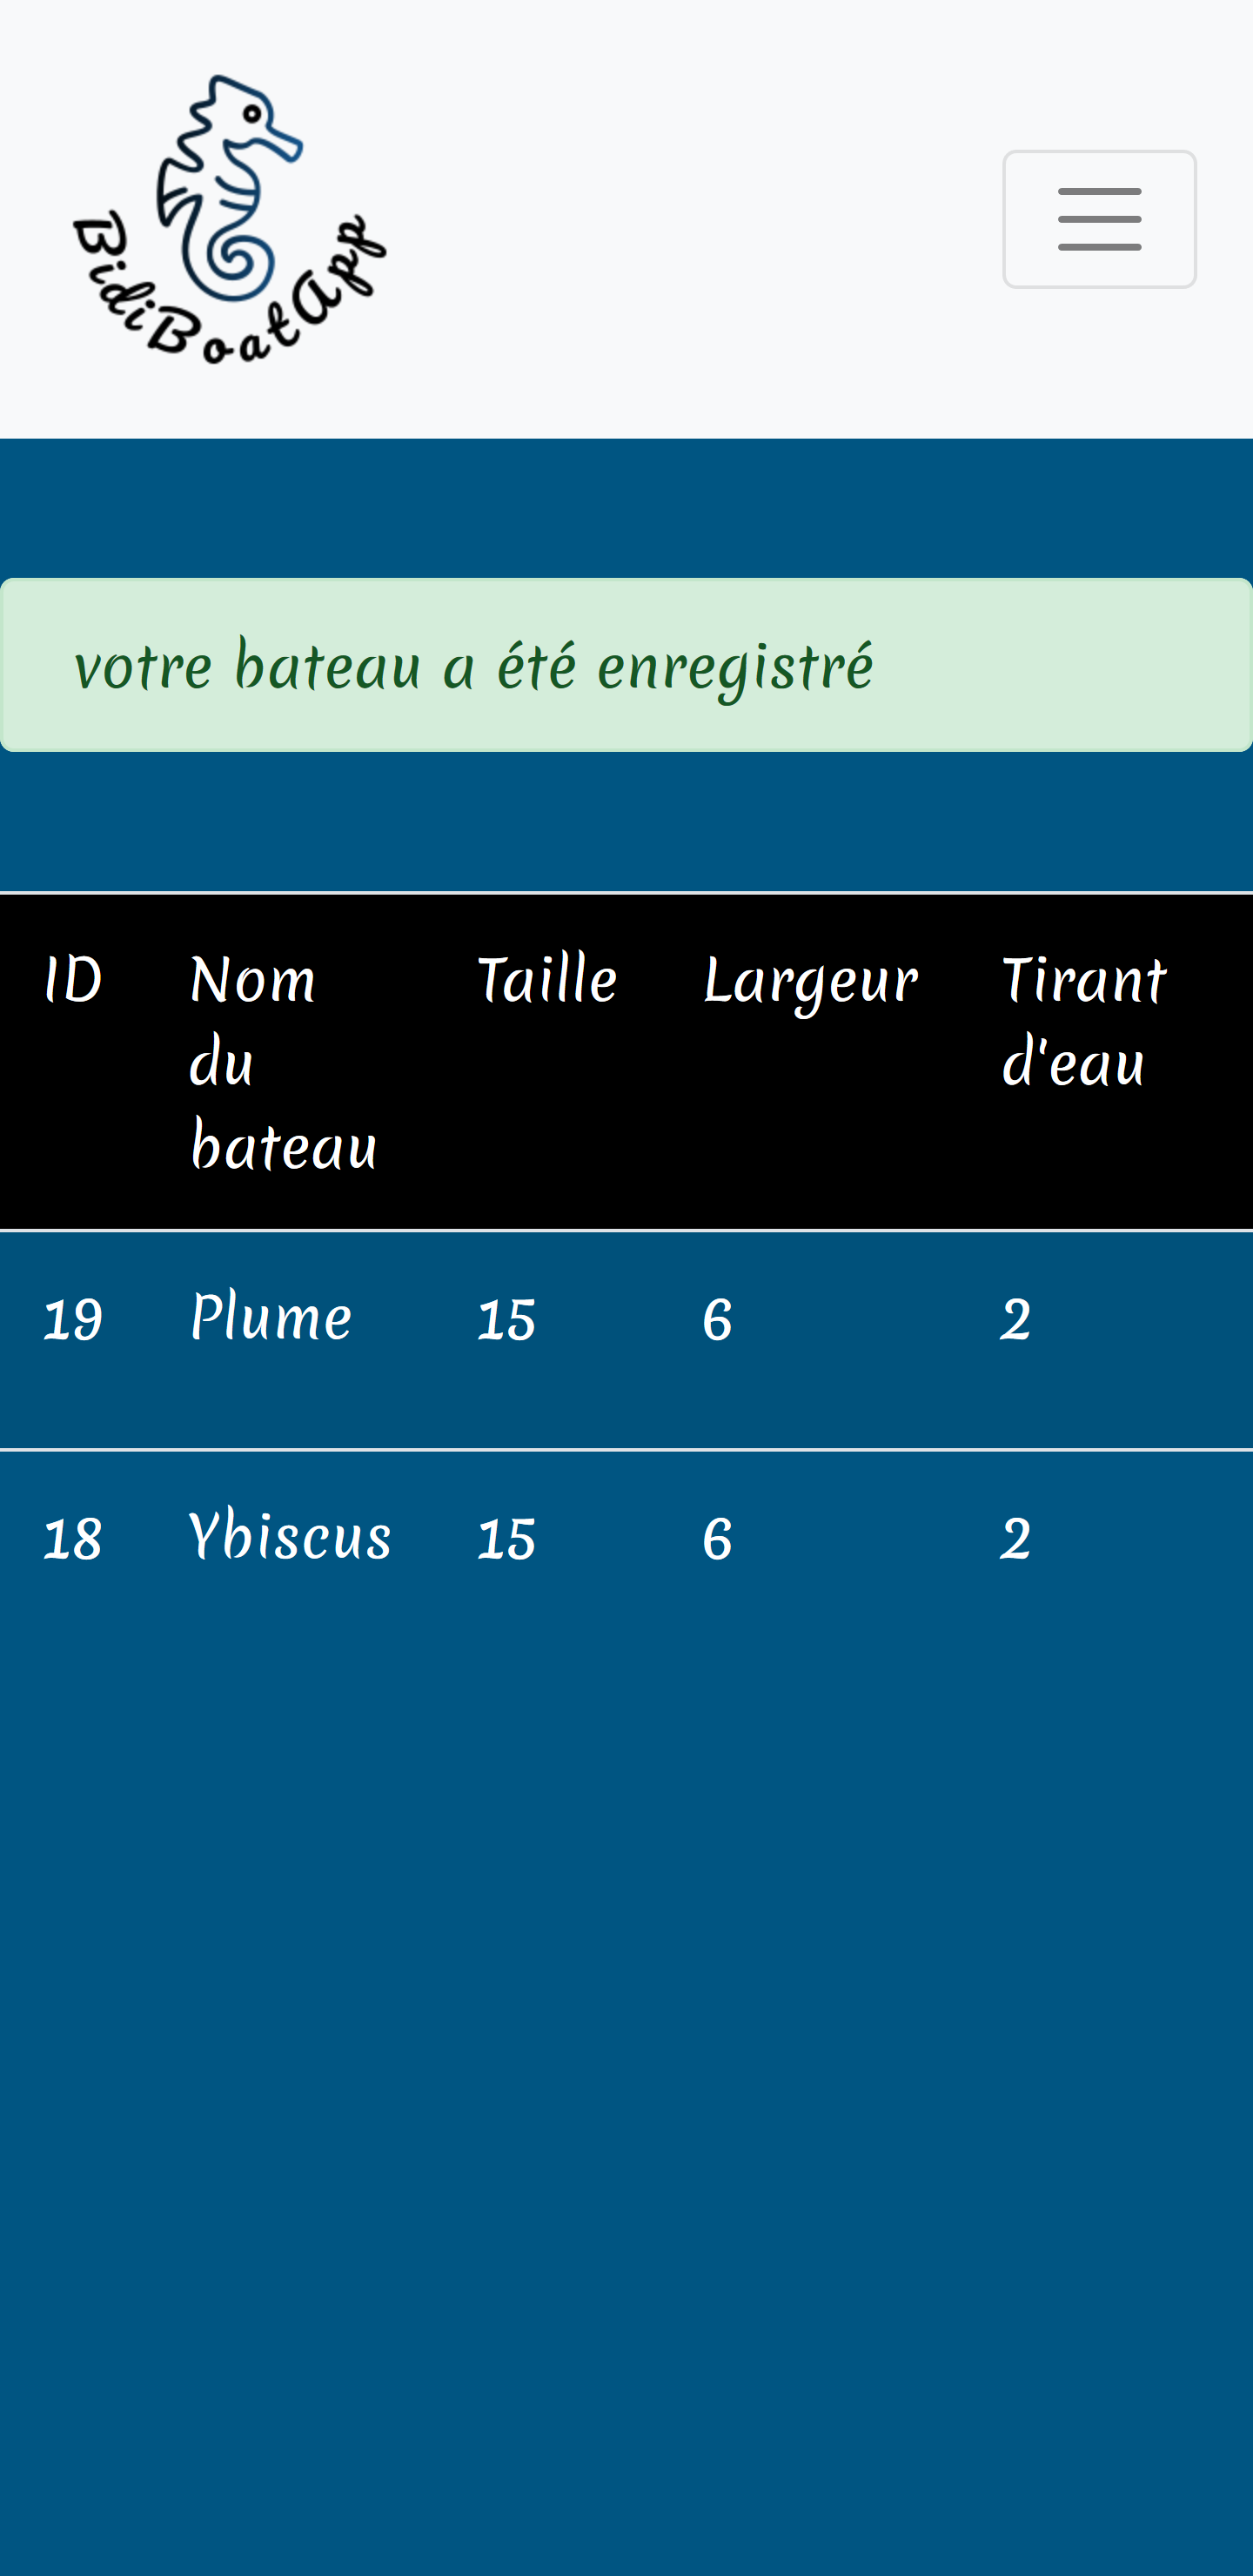 BidiBoatApp
votre bateau a été enregistré
ID Nom du bateau Taille Largeur Tirant d'eau
19 Plume 15 6 2
18 Ybiscus 15 6 2